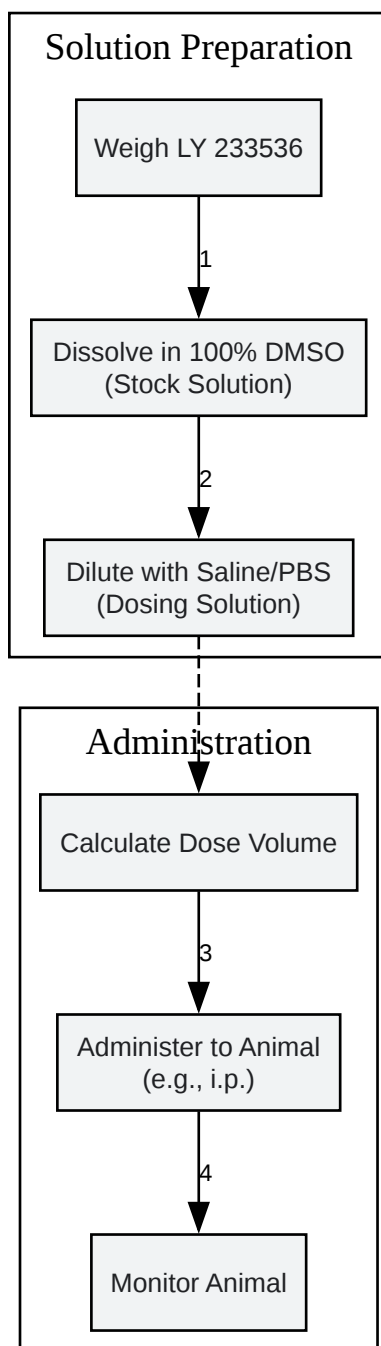 Solution Preparation
Weigh LY 233536
1
Dissolve in 100% DMSO
(Stock Solution)
2
Dilute with Saline/PBS
(Dosing Solution)
Administration
Calculate Dose Volume
3
Administer to Animal
(e.g., i.p.)
4
Monitor Animal